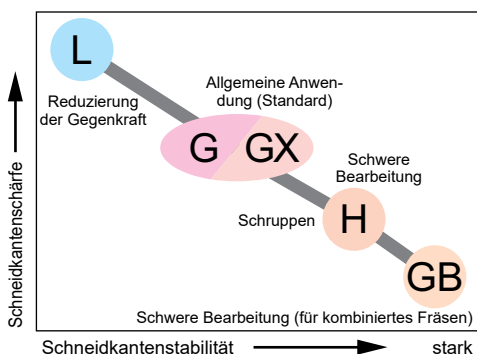 L
Reduzierung
der Gegenkraft
Allgemeine Anwen-
dung (Standard)
G GX
Schwere
Bearbeitung
Schruppen
H
GB
Schwere Bearbeitung (für kombiniertes Fräsen)
Schneidkantenschärfe
Schneidkantenstabilität
stark